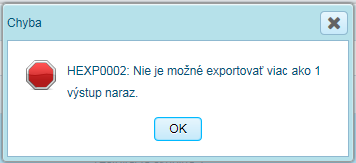 Chyba
HEXP0002: Nie je možné exportovať viac ako 1
výstup naraz.
OK